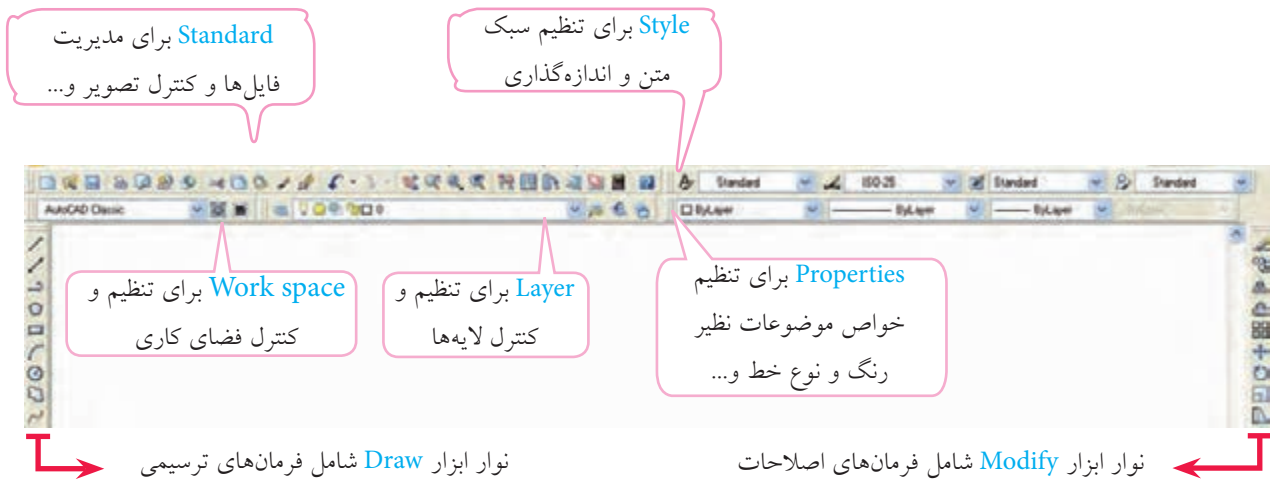 Standard برای مدیریت
فایل‌ها و کنترل تصویر و...
Style برای تنظیم سبک
متن و اندازه‌گذاری
Standard
ISO-25
Standard
Standard
AutoCAD Classic
0
ByLayer
ByLayer
ByLayer
Work space برای تنظیم و
کنترل فضای کاری
Layer برای تنظیم و
کنترل لایه‌ها
Properties برای تنظیم
خواص موضوعات نظیر
رنگ و نوع خط و...
نوار ابزار Draw شامل فرمان‌های ترسیمی
نوار ابزار Modify شامل فرمان‌های اصلاحات